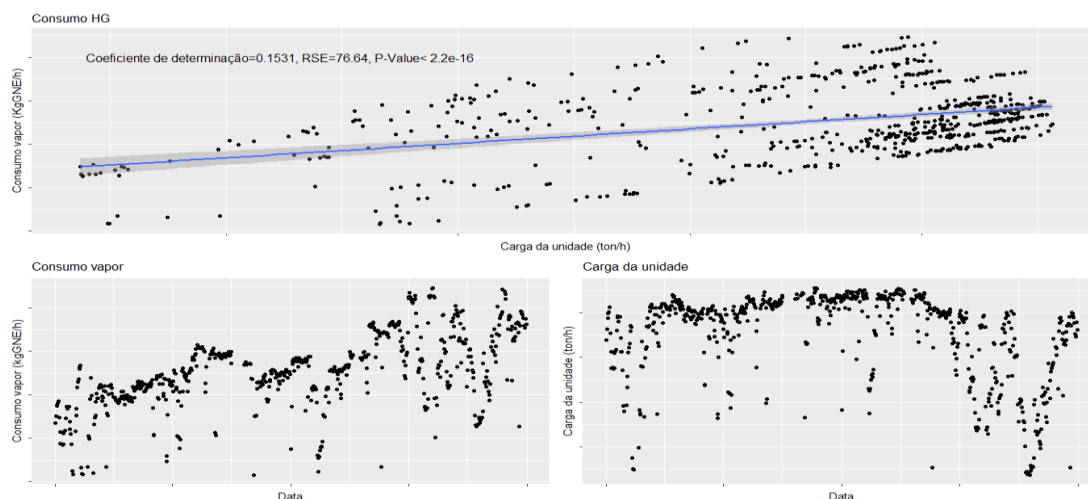 Consumo HG
Coeficiente de determinação=0.1531, RSE=76.64, P-Value< 2.2e-16
Consumo vapor (KgGNE/h)
Carga da unidade (ton/h)
Consumo vapor
Consumo vapor (kgGNE/h)
Data
Carga da unidade
Carga da unidade (ton/h)
Data